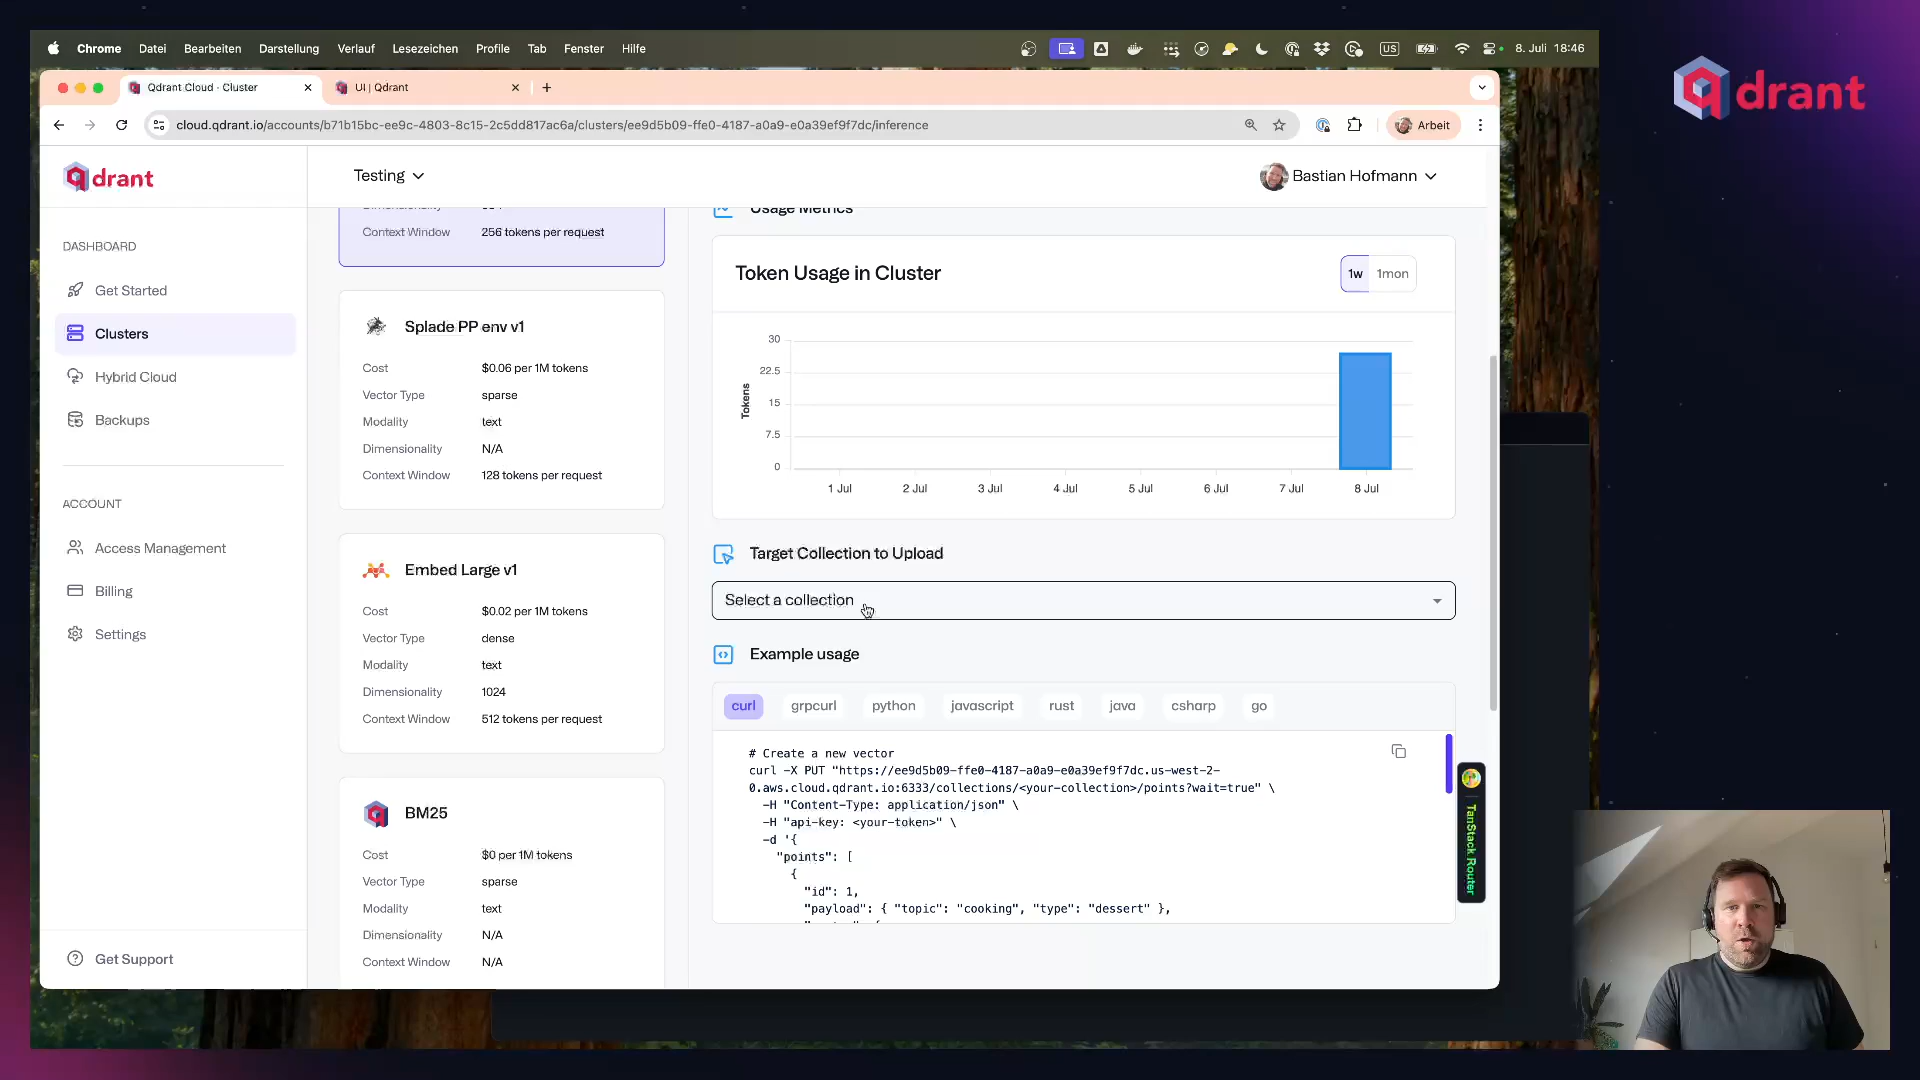 Chrome Datei Bearbeiten Darstellung Verlauf Lesezeichen Profile Tab Fenster Hilfe
US
8. Juli 18:46
qdrant
Qdrant Cloud - Cluster
UI | Qdrant
cloud.qdrant.io/accounts/b71b15bc-ee9c-4803-8c15-2c5dd817ac6a/clusters/ee9d5b09-ffe0-4187-a0a9-e0a39ef9f7dc/inference
Arbeit
qdrant
Testing
Bastian Hofmann
DASHBOARD
Get Started
Clusters
Hybrid Cloud
Backups
ACCOUNT
Access Management
Billing
Settings
Get Support
Context Window 256 tokens per request
Splade PP env v1
Cost $0.06 per 1M tokens
Vector Type sparse
Modality text
Dimensionality N/A
Context Window 128 tokens per request
Embed Large v1
Cost $0.02 per 1M tokens
Vector Type dense
Modality text
Dimensionality 1024
Context Window 512 tokens per request
BM25
Cost $0 per 1M tokens
Vector Type sparse
Modality text
Dimensionality N/A
Context Window N/A
Usage Metrics
Token Usage in Cluster
1w 1mon
Tokens
30
22.5
15
7.5
0
1 Jul 2 Jul 3 Jul 4 Jul 5 Jul 6 Jul 7 Jul 8 Jul
Target Collection to Upload
Select a collection
Example usage
curl grpcurl python javascript rust java csharp go
# Create a new vector
curl -X PUT "https://ee9d5b09-ffe0-4187-a0a9-e0a39ef9f7dc.us-west-2-
0.aws.cloud.qdrant.io:6333/collections/<your-collection>/points?wait=true" \
-H "Content-Type: application/json" \
-H "api-key: <your-token>" \
-d '{
"points": [
{
"id": 1,
"payload": { "topic": "cooking", "type": "dessert" },
TanStack Router